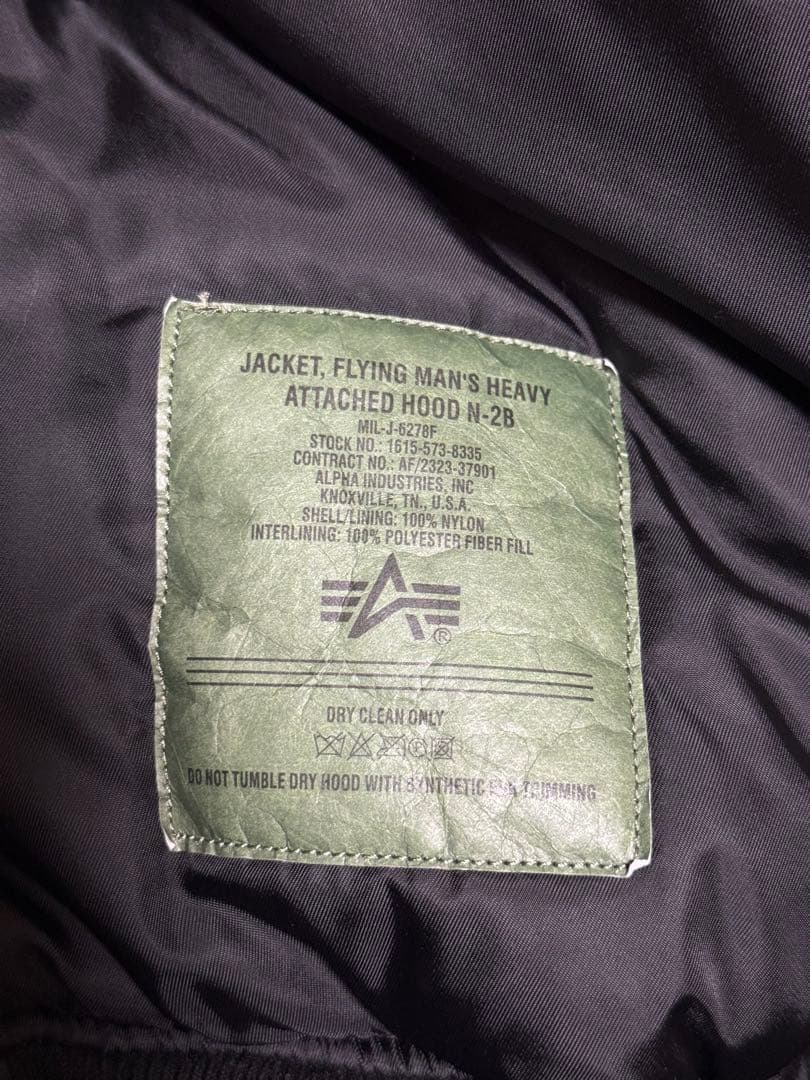 JACKET, FLYING MAN'S HEAVY
ATTACHED HOOD N-2B
MIL-J-6278F
STOCK NO.: 1615-573-8335
CONTRACT NO.: AF/2323-37901
ALPHA INDUSTRIES, INC
KNOXVILLE, TN., U.S.A.
SHELL/LINING: 100% NYLON
INTERLINING: 100% POLYESTER FIBER FILL
®
DRY CLEAN ONLY
DO NOT TUMBLE DRY HOOD WITH SYNTHETIC FUR TRIMMING